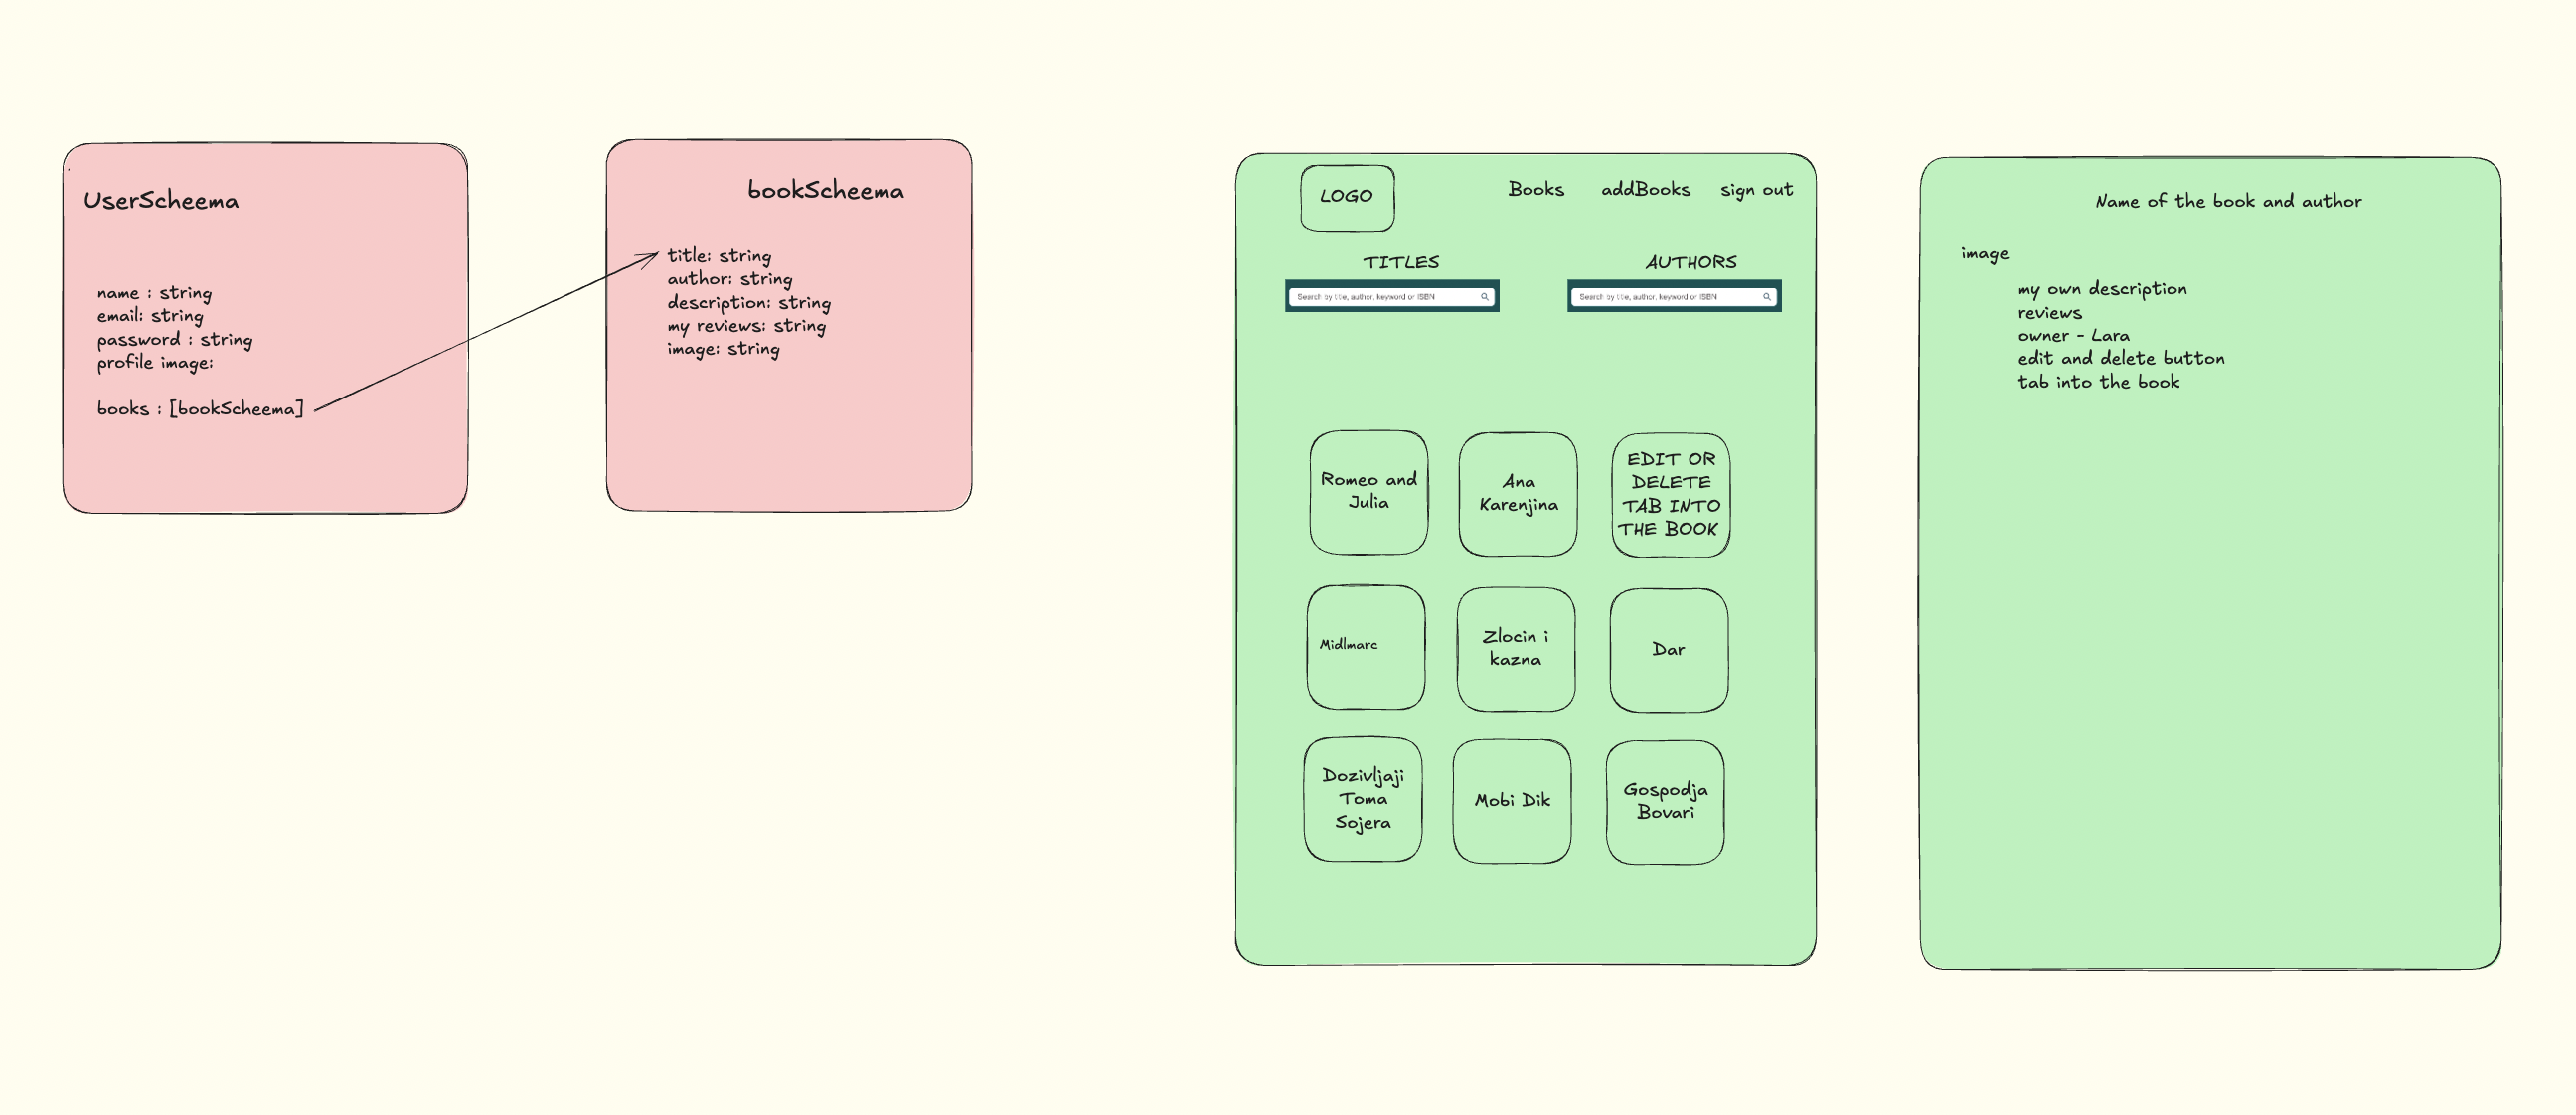 UserScheema
name : string
email: string
password : string
profile image:
books : [bookScheema]
bookScheema
title: string
author: string
description: string
my reviews: string
image: string
LOGO
Books
addBooks
sign out
TITLES
AUTHORS
Search by title, author, keyword or ISBN
Search by title, author, keyword or ISBN
Romeo and
Julia
Ana
Karenjina
EDIT OR
DELETE
TAB INTO
THE BOOK
Midlmarc
Zlocin i
kazna
Dar
Dozivljaji
Toma
Sojera
Mobi Dik
Gospodja
Bovari
Name of the book and author
image
my own description
reviews
owner - Lara
edit and delete button
tab into the book